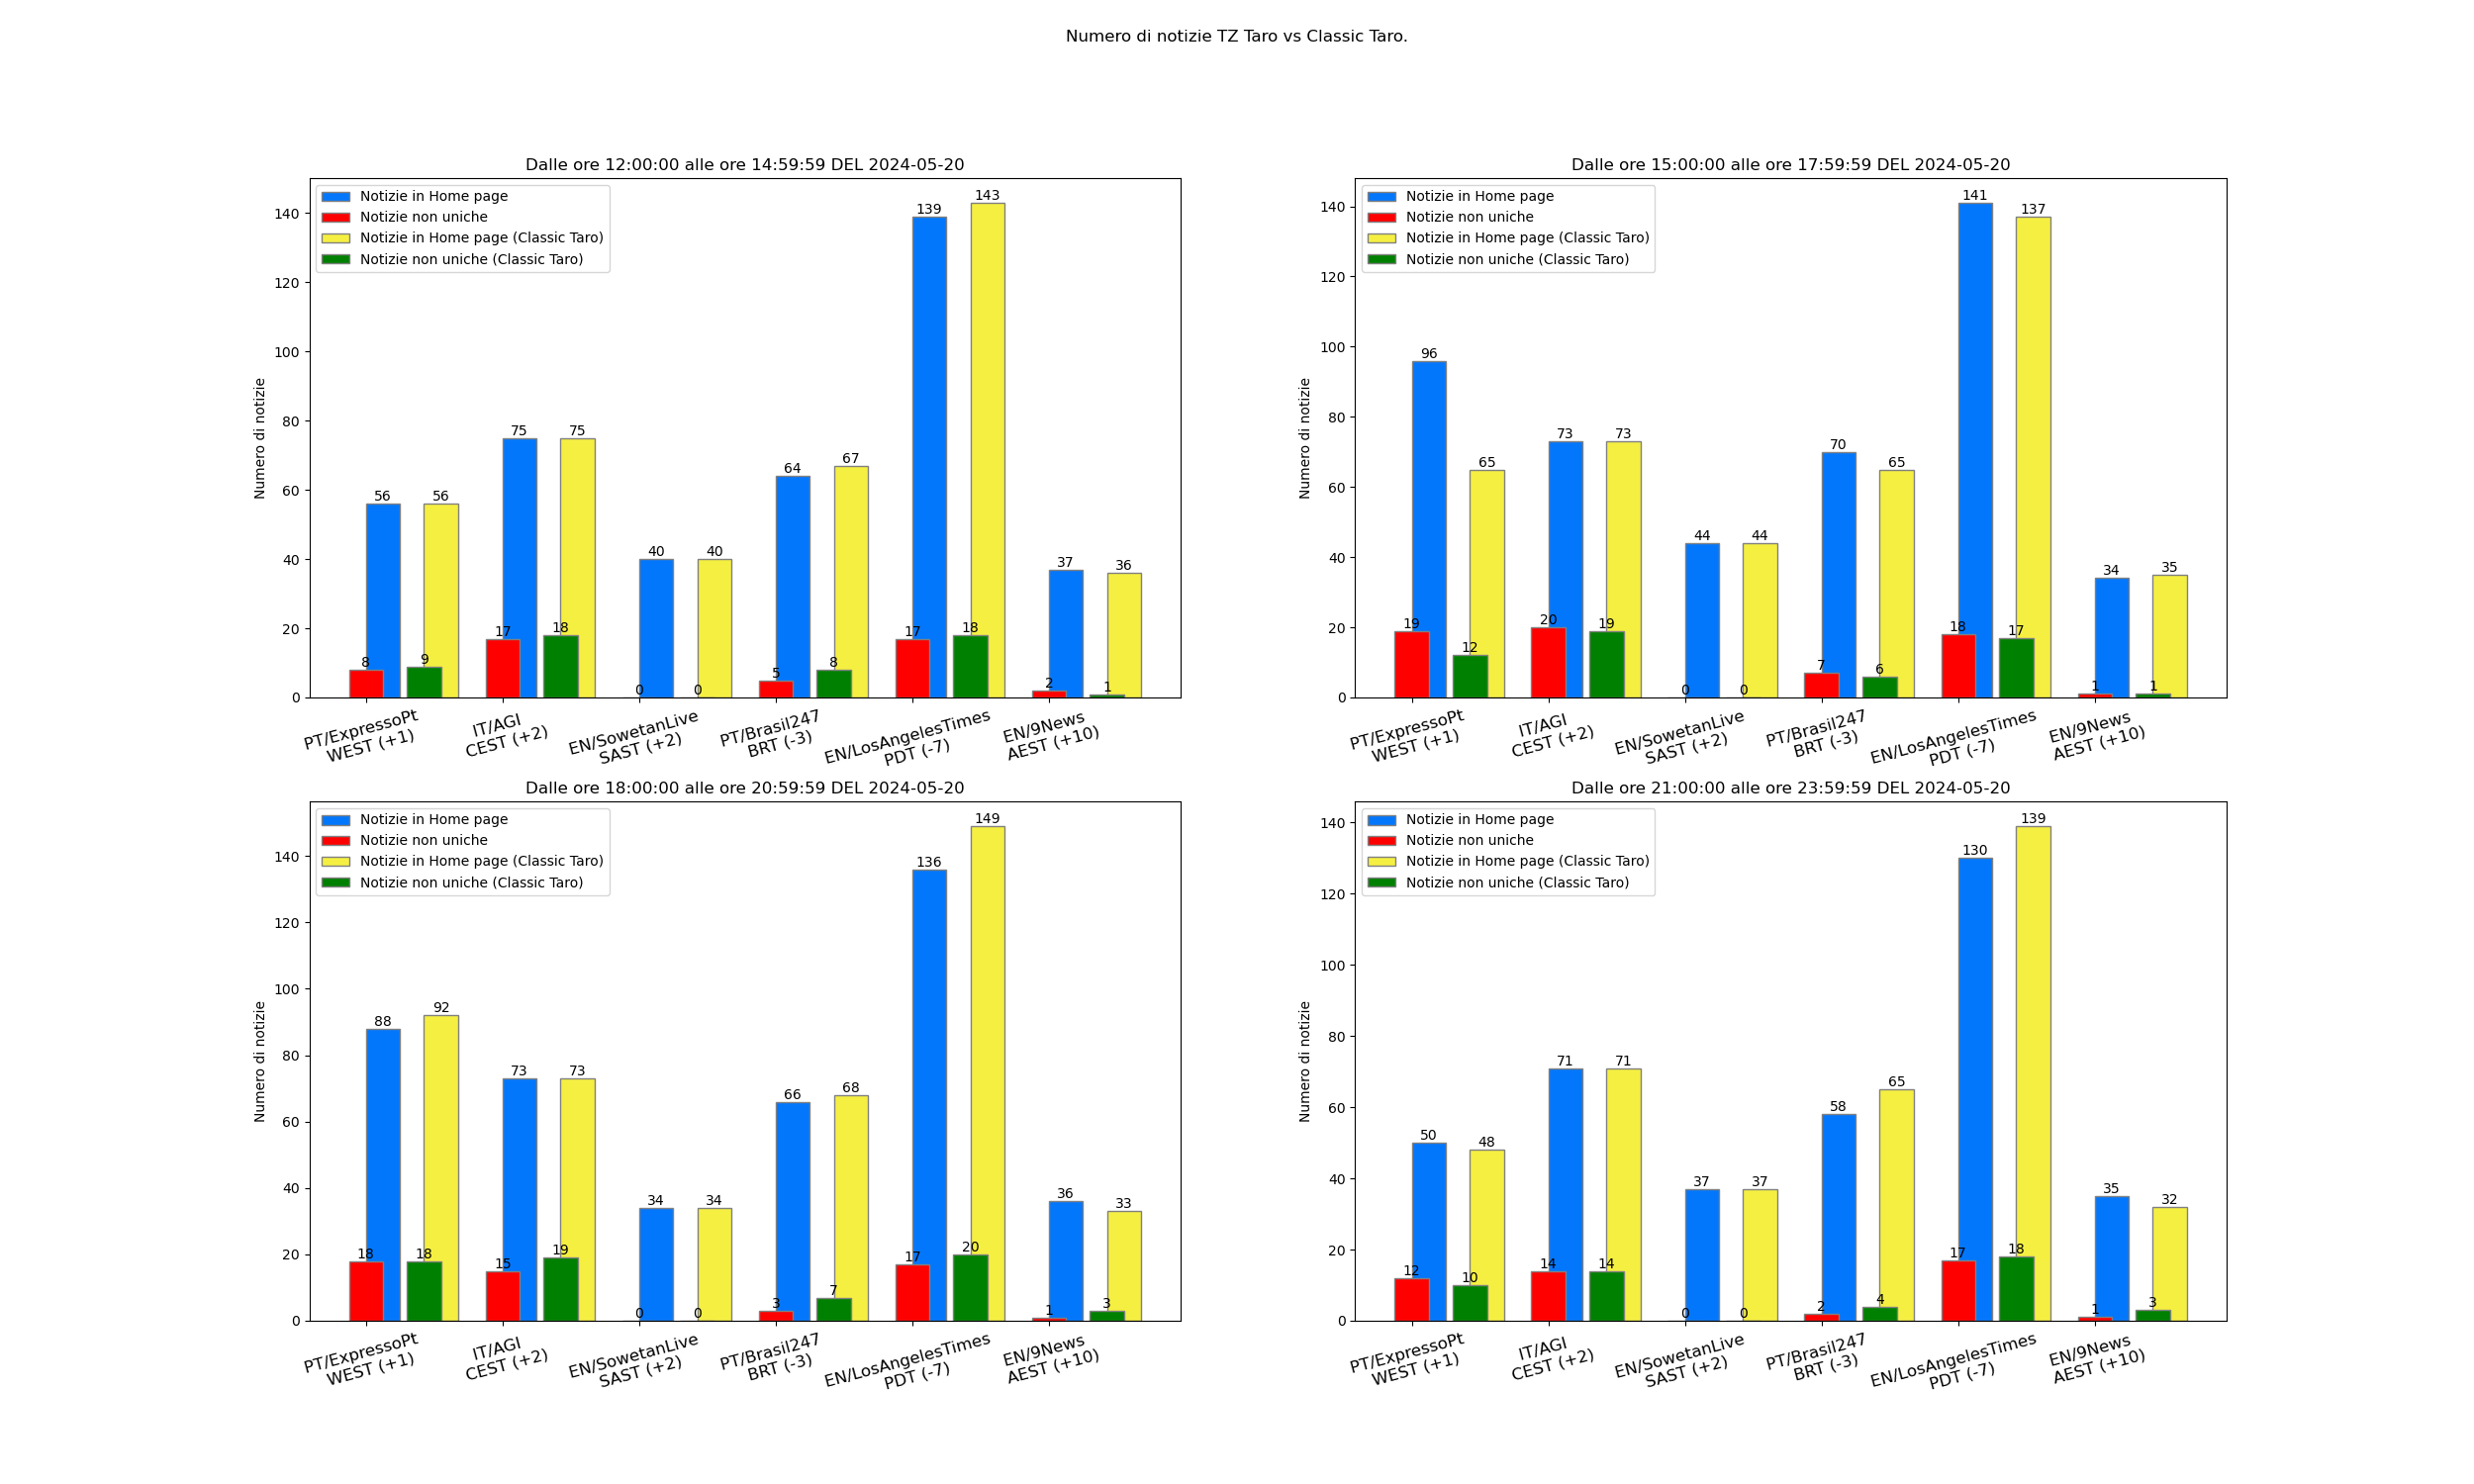 Numero di notizie TZ Taro vs Classic Taro.
Dalle ore 12:00:00 alle ore 14:59:59 DEL 2024-05-20
Notizie in Home page
Notizie non uniche
Notizie in Home page (Classic Taro)
Notizie non uniche (Classic Taro)
Numero di notizie
140
120
100
80
60
40
20
0
56 56 75 75 40 40 64 67 139 143 37 36
8 9 17 18 0 0 5 8 17 18 2 1
PT/ExpressoPt
WEST (+1)
IT/AGI
CEST (+2)
EN/SowetanLive
SAST (+2)
PT/Brasil247
BRT (-3)
EN/LosAngelesTimes
PDT (-7)
EN/9News
AEST (+10)
Dalle ore 15:00:00 alle ore 17:59:59 DEL 2024-05-20
Notizie in Home page
Notizie non uniche
Notizie in Home page (Classic Taro)
Notizie non uniche (Classic Taro)
Numero di notizie
140
120
100
80
60
40
20
0
96 65 73 73 44 44 70 65 141 137 34 35
19 12 20 19 0 0 7 6 18 17 1 1
PT/ExpressoPt
WEST (+1)
IT/AGI
CEST (+2)
EN/SowetanLive
SAST (+2)
PT/Brasil247
BRT (-3)
EN/LosAngelesTimes
PDT (-7)
EN/9News
AEST (+10)
Dalle ore 18:00:00 alle ore 20:59:59 DEL 2024-05-20
Notizie in Home page
Notizie non uniche
Notizie in Home page (Classic Taro)
Notizie non uniche (Classic Taro)
Numero di notizie
140
120
100
80
60
40
20
0
88 92 73 73 34 34 66 68 136 149 36 33
18 18 15 19 0 0 3 7 17 20 1 3
PT/ExpressoPt
WEST (+1)
IT/AGI
CEST (+2)
EN/SowetanLive
SAST (+2)
PT/Brasil247
BRT (-3)
EN/LosAngelesTimes
PDT (-7)
EN/9News
AEST (+10)
Dalle ore 21:00:00 alle ore 23:59:59 DEL 2024-05-20
Notizie in Home page
Notizie non uniche
Notizie in Home page (Classic Taro)
Notizie non uniche (Classic Taro)
Numero di notizie
140
120
100
80
60
40
20
0
50 48 71 71 37 37 58 65 130 139 35 32
12 10 14 14 0 0 2 4 17 18 1 3
PT/ExpressoPt
WEST (+1)
IT/AGI
CEST (+2)
EN/SowetanLive
SAST (+2)
PT/Brasil247
BRT (-3)
EN/LosAngelesTimes
PDT (-7)
EN/9News
AEST (+10)